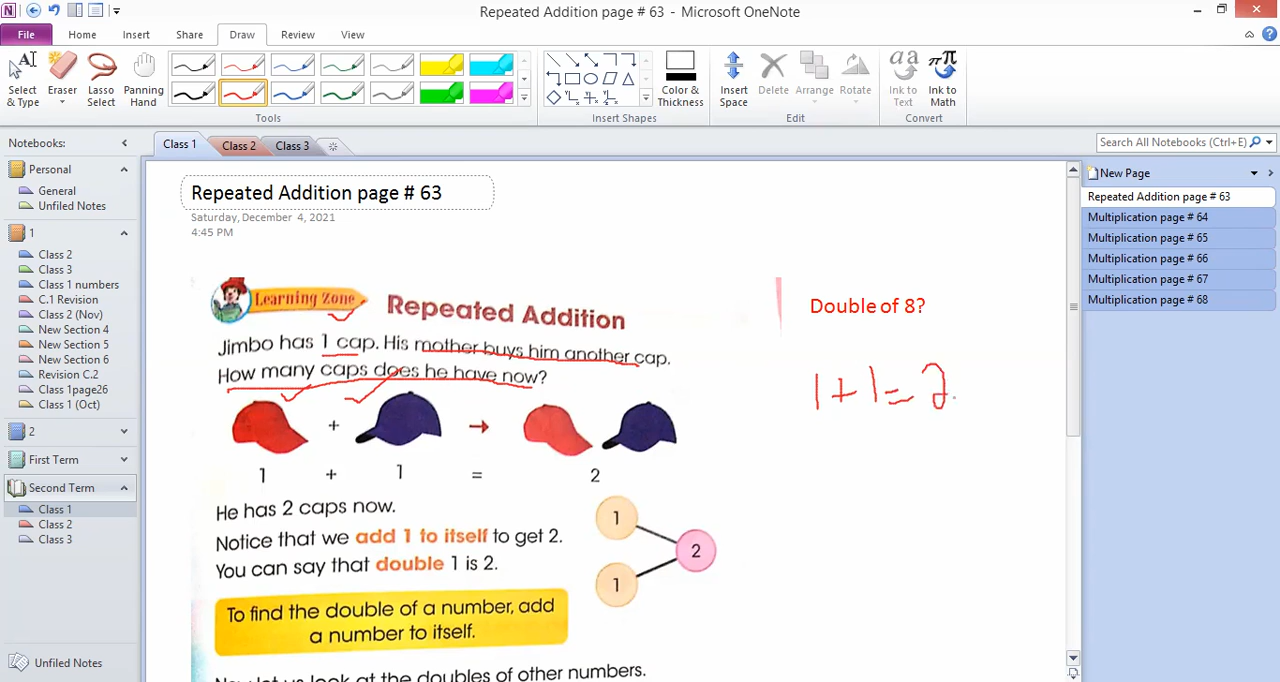 Repeated Addition page # 63 - Microsoft OneNote
File Home Insert Share Draw Review View
Select & Type
Eraser
Lasso Select
Panning Hand
Tools
Insert Shapes
Color & Thickness
Insert Space
Delete
Arrange
Rotate
Edit
Ink to Text
Ink to Math
Convert
Notebooks:
Class 1 Class 2 Class 3
Search All Notebooks (Ctrl+E)
Personal
General
Unfiled Notes
1
Class 2
Class 3
Class 1 numbers
C.1 Revision
Class 2 (Nov)
New Section 4
New Section 5
New Section 6
Revision C.2
Class 1page26
Class 1 (Oct)
2
First Term
Second Term
Class 1
Class 2
Class 3
Unfiled Notes
Repeated Addition page # 63
Saturday, December 4, 2021
4:45 PM
Learning Zone
Repeated Addition
Jimbo has 1 cap. His mother buys him another cap.
How many caps does he have now?
+
1 + 1 = 2
He has 2 caps now.
Notice that we add 1 to itself to get 2.
You can say that double 1 is 2.
1
1
2
To find the double of a number, add
a number to itself.
Now let us look at the doubles of other numbers.
Double of 8?
1+1=2
New Page
Repeated Addition page # 63
Multiplication page # 64
Multiplication page # 65
Multiplication page # 66
Multiplication page # 67
Multiplication page # 68